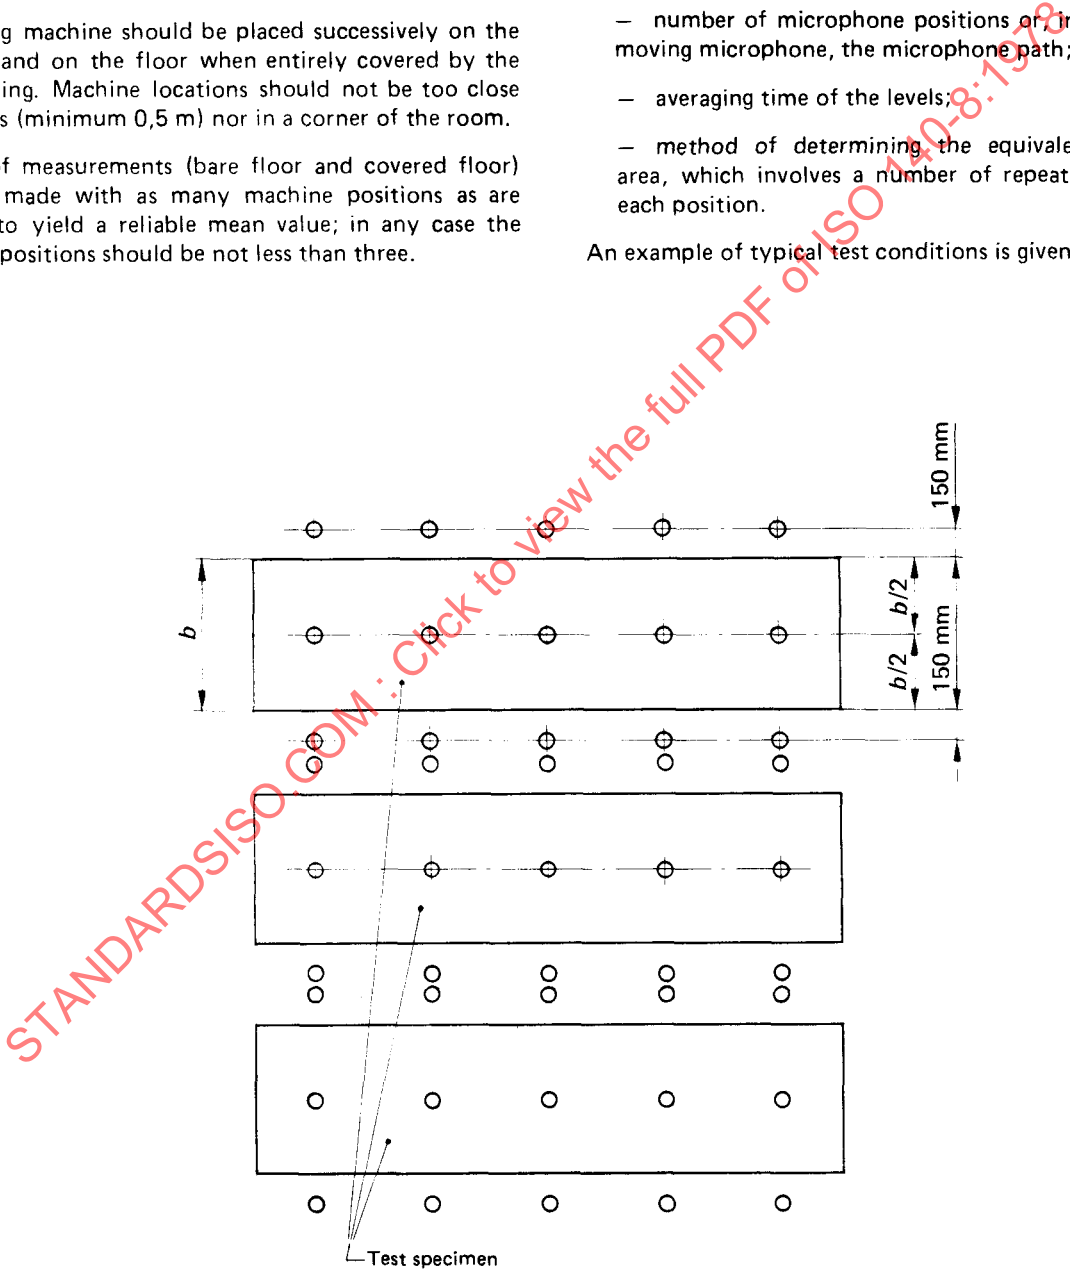 g machine should be placed successively on the
and on the floor when entirely covered by the
ing. Machine locations should not be too close
s (minimum 0,5 m) nor in a corner of the room.
f measurements (bare floor and covered floor)
made with as many machine positions as are
to yield a reliable mean value; in any case the
positions should be not less than three.
— number of microphone positions or, in
moving microphone, the microphone path;
— averaging time of the levels;
— method of determining the equivale
area, which involves a number of repeat
each position.
An example of typical test conditions is given
150 mm
b
b/2
b/2
150 mm
Test specimen
STANDARDSISO.COM : Click to view the full PDF of ISO 140-8:1978